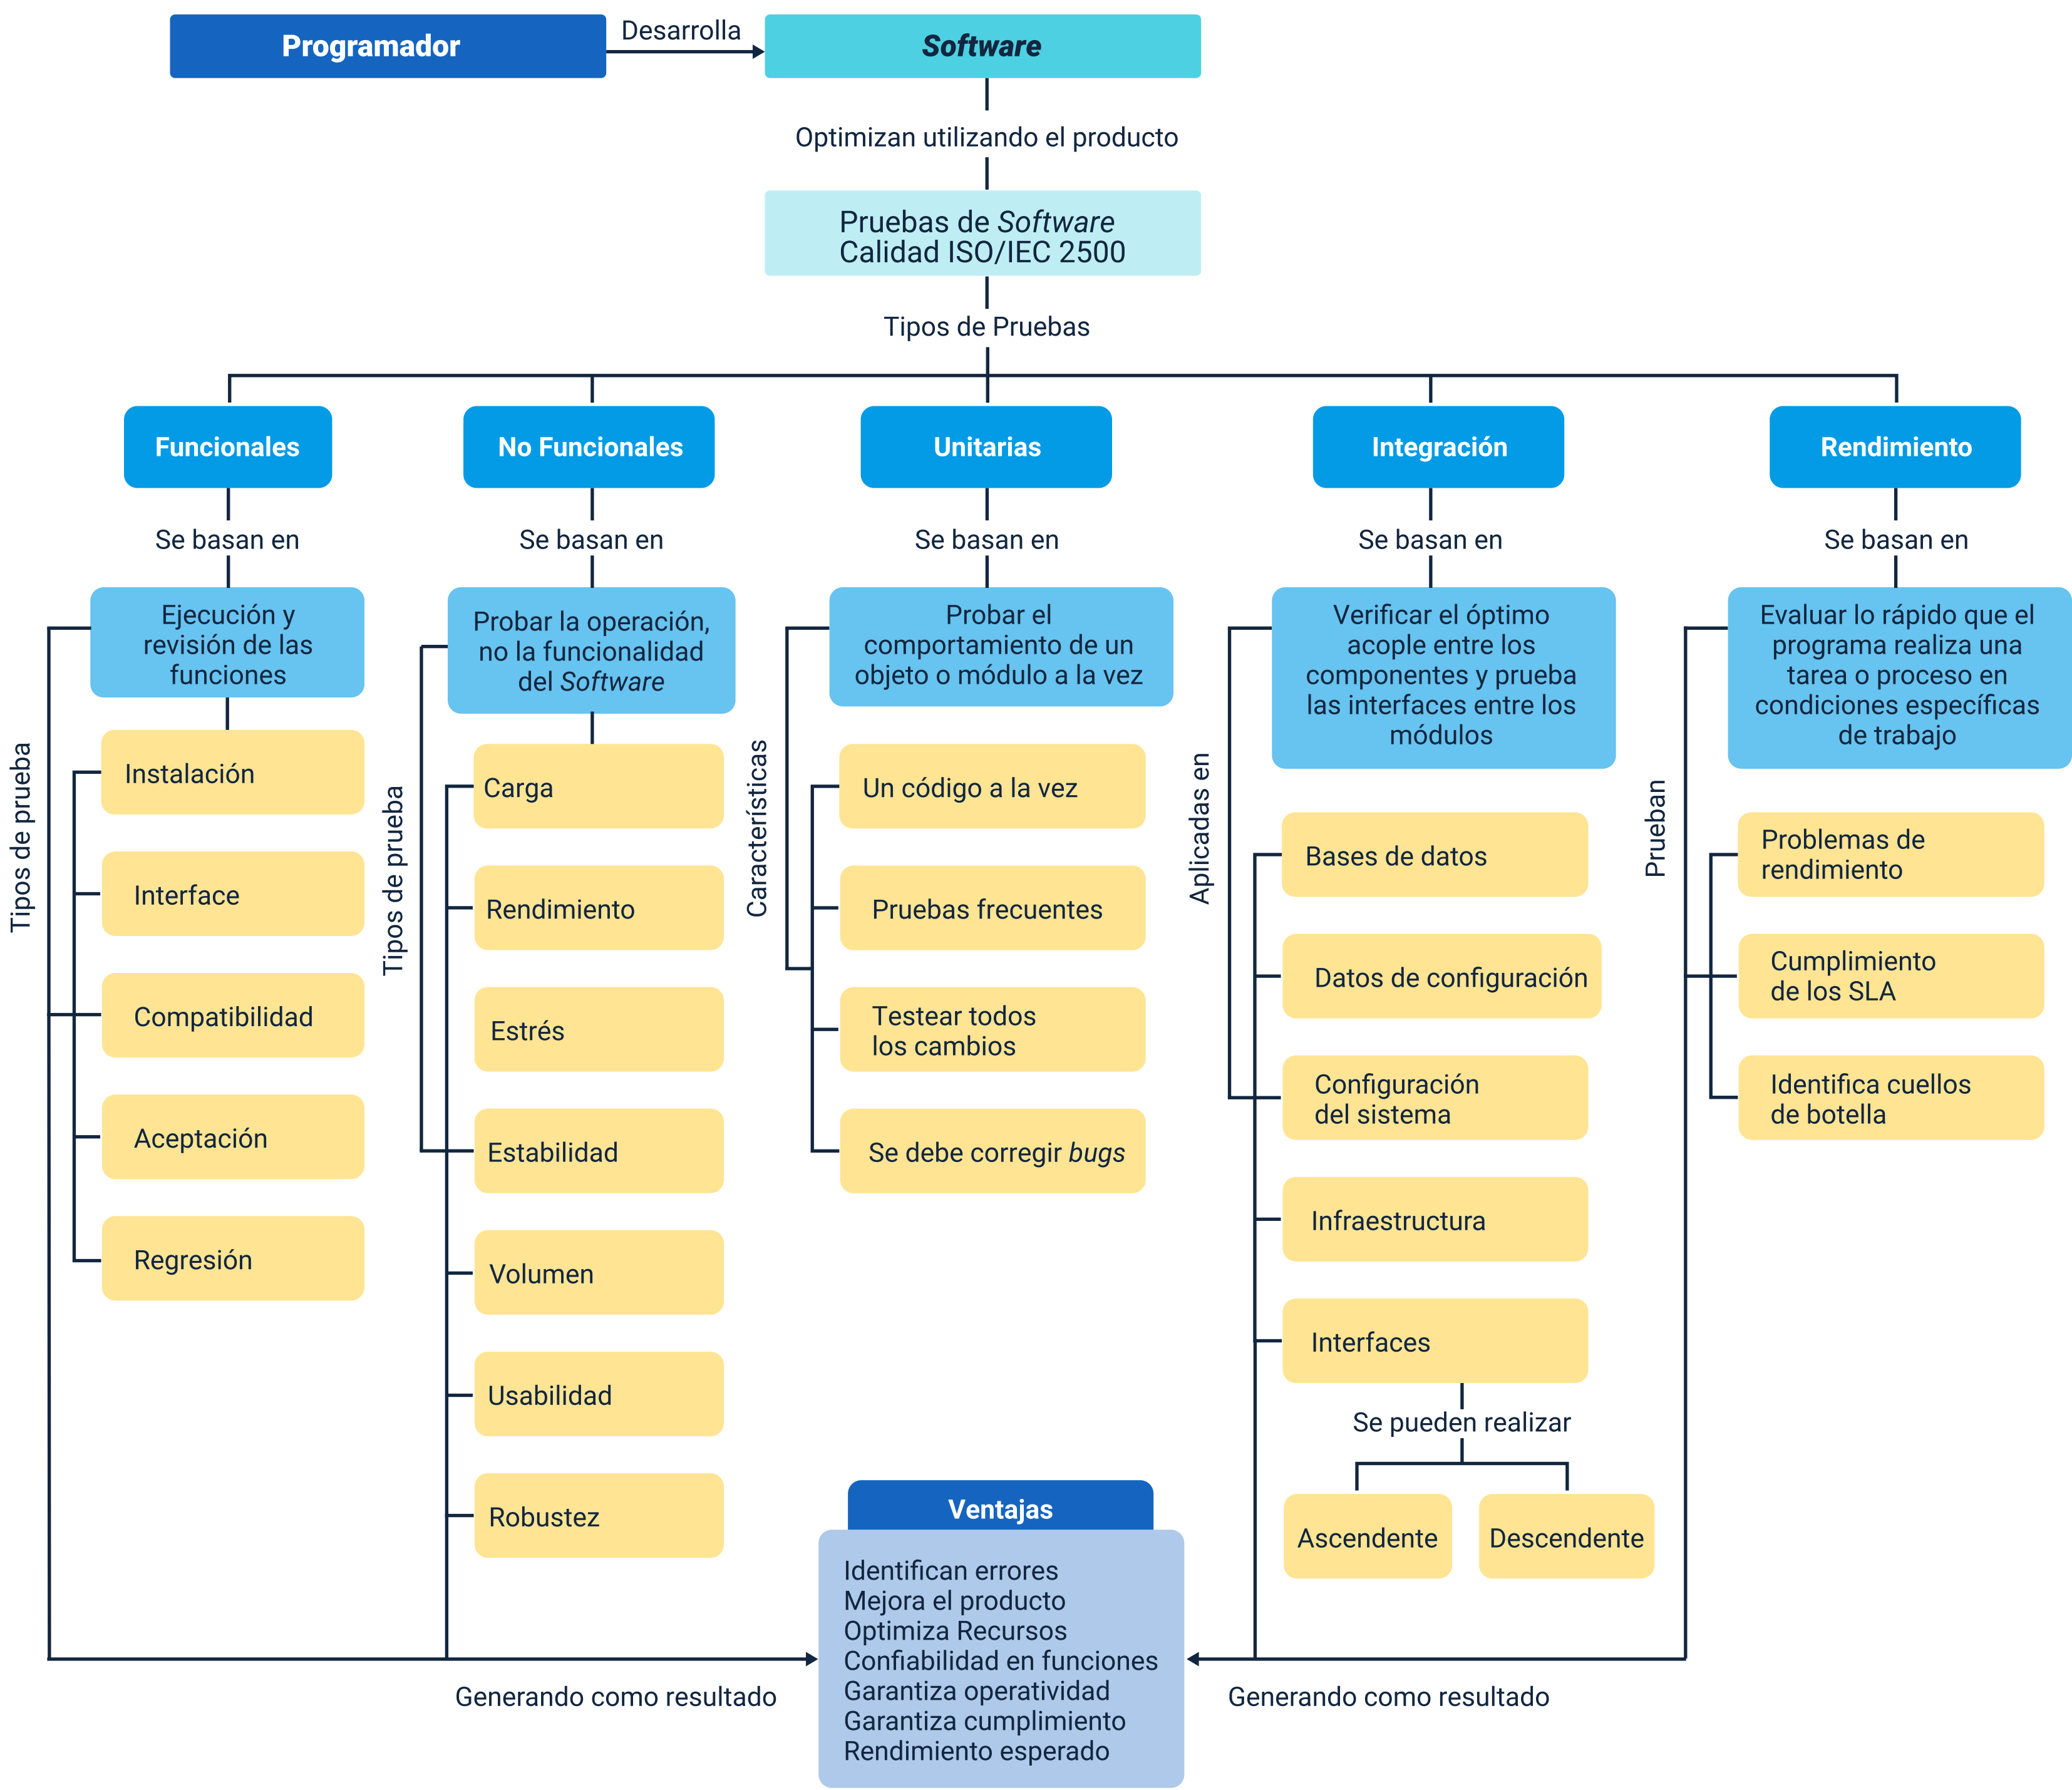 Programador
Desarrolla
Software
Optimizan utilizando el producto
Pruebas de Software
Calidad ISO/IEC 2500
Tipos de Pruebas
Funcionales
Se basan en
Ejecución y
revisión de las
funciones
Tipos de prueba
Instalación
Interface
Compatibilidad
Aceptación
Regresión
No Funcionales
Se basan en
Probar la operación,
no la funcionalidad
del Software
Tipos de prueba
Carga
Rendimiento
Estrés
Estabilidad
Volumen
Usabilidad
Robustez
Unitarias
Se basan en
Probar el
comportamiento de un
objeto o módulo a la vez
Características
Un código a la vez
Pruebas frecuentes
Testear todos
los cambios
Se debe corregir bugs
Integración
Se basan en
Verificar el óptimo
acople entre los
componentes y prueba
las interfaces entre los
módulos
Aplicadas en
Bases de datos
Datos de configuración
Configuración
del sistema
Infraestructura
Interfaces
Se pueden realizar
Ascendente
Descendente
Rendimiento
Se basan en
Evaluar lo rápido que el
programa realiza una
tarea o proceso en
condiciones específicas
de trabajo
Prueban
Problemas de
rendimiento
Cumplimiento
de los SLA
Identifica cuellos
de botella
Generando como resultado
Ventajas
Identifican errores
Mejora el producto
Optimiza Recursos
Confiabilidad en funciones
Garantiza operatividad
Garantiza cumplimiento
Rendimiento esperado
Generando como resultado